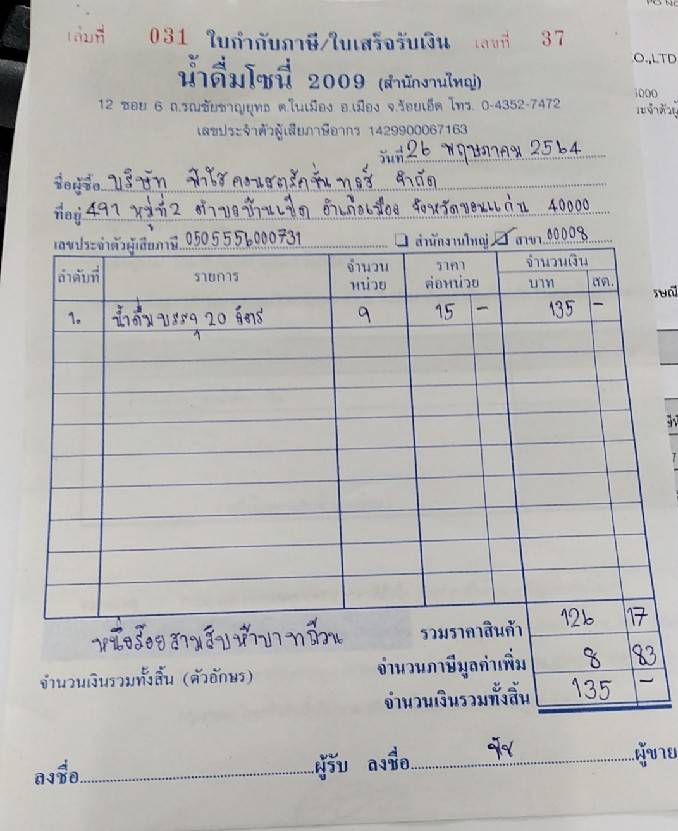 เล่มที่ 031 ใบกำกับภาษี/ใบเสร็จรับเงิน เลขที่ 37
น้ำดื่มโซนี่ 2009 (สำนักงานใหญ่)
12 ซอย 6 ถ.รณชัยชาญยุทธ ต.ในเมือง อ.เมือง จ.ร้อยเอ็ด โทร. 0-4352-7472
เลขประจำตัวผู้เสียภาษีอากร 1429900067163
วันที่ 26 พฤษภาคม 2564
ชื่อผู้ซื้อ บริษัท ฟ้าใส คอนสตรัคชั่น จำกัด
ที่อยู่ 491 หมู่ที่ 2 ตำบลบ้านเป็ด อำเภอเมือง จังหวัดขอนแก่น 40000
เลขประจำตัวผู้เสียภาษี 0505556000731 สำนักงานใหญ่ สาขา 00008
ลำดับที่ รายการ จำนวนหน่วย ราคาต่อหน่วย จำนวนเงิน บาท สต.
1. น้ำดื่มบรรจุ 20 ลิตร 9 15 - 135 -
หนึ่งร้อยสามสิบห้าบาทถ้วน รวมราคาสินค้า 126 17
จำนวนภาษีมูลค่าเพิ่ม 8 83
จำนวนเงินรวมทั้งสิ้น (ตัวอักษร) จำนวนเงินรวมทั้งสิ้น 135 -
ลงชื่อ ผู้รับ ลงชื่อ ผู้ขาย
O.,LTD